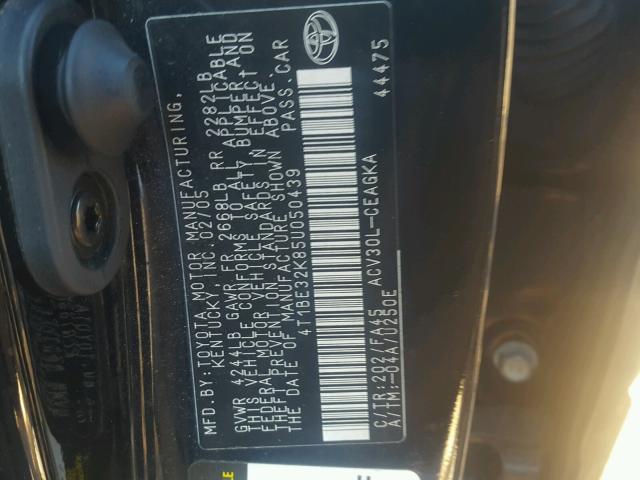 MFD.BY:TOYOTA MOTOR MANUFACTURING,
KENTUCKY, INC. 02/05
GVWR 4244LB GAWR FR 2668LB RR 2282LB
THIS VEHICLE CONFORMS TO ALL APPLICABLE
FEDERAL MOTOR VEHICLE SAFETY, BUMPER, AND
THEFT PREVENTION STANDARDS IN EFFECT ON
THE DATE OF MANUFACTURE SHOWN ABOVE.
4T1BE32K85U050439 PASS. CAR
C/TR:202/FA45 ACV30L-CEAGKA
A/TM:-04A/U250E 44475